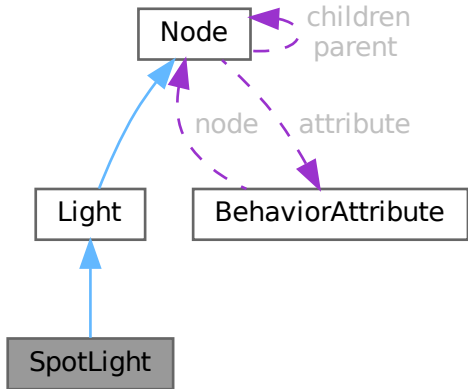 Node
children
parent
node
attribute
Light
BehaviorAttribute
SpotLight